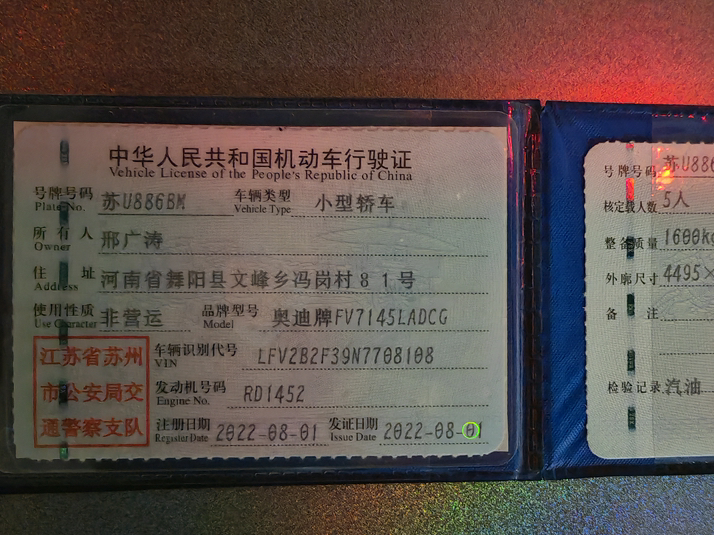 中华人民共和国机动车行驶证
Vehicle License of the People's Republic of China
号牌号码 苏U886BM 车辆类型 小型轿车
Plate No. Vehicle Type
所有人 邢广涛
Owner
住址 河南省舞阳县文峰乡冯岗村81号
Address
使用性质 非营运 品牌型号 奥迪牌FV7145LADCG
Use Character Model
江苏省苏州
市公安局交
通警察支队
车辆识别代号 LFV2B2F39N7708108
VIN
发动机号码 RD1452
Engine No.
注册日期 2022-08-01 发证日期 2022-08-01
Register Date Issue Date
号牌号码 苏U886
核定载人数 5人
整备质量 1600kg
外廓尺寸 4495×
备注
检验记录 汽油